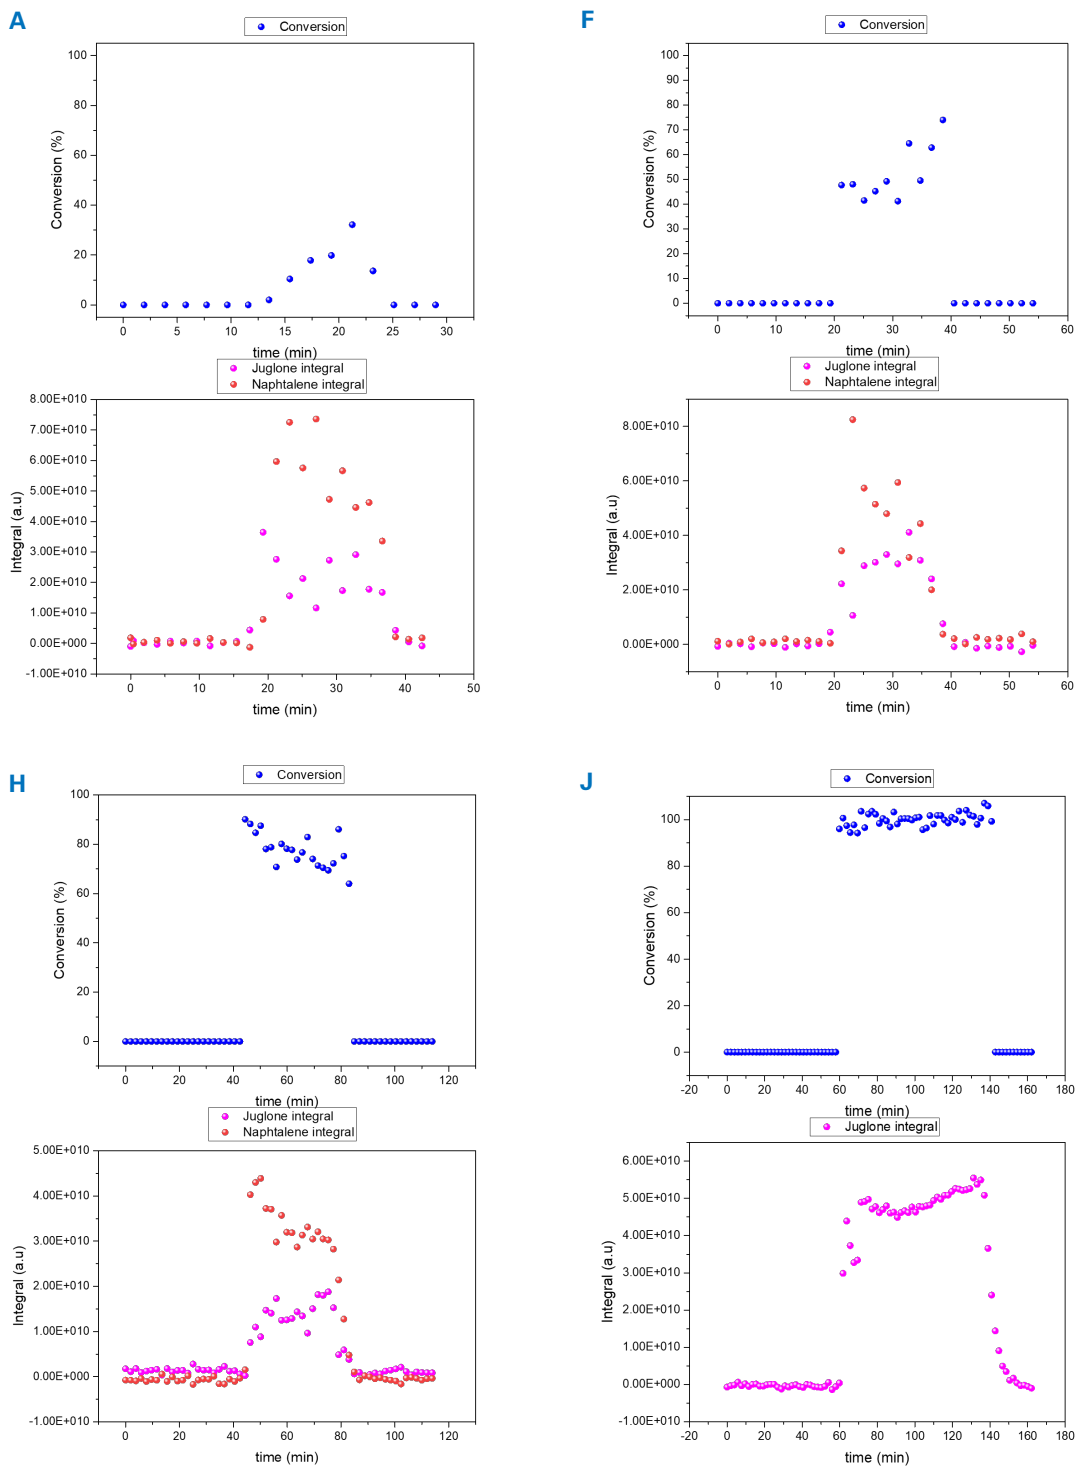 A
Conversion
100
80
60
40
20
0
Conversion (%)
0 5 10 15 20 25 30
time (min)
Juglone integral
Naphtalene integral
8.00E+010
7.00E+010
6.00E+010
5.00E+010
4.00E+010
3.00E+010
2.00E+010
1.00E+010
0.00E+000
-1.00E+010
Integral (a.u)
0 10 20 30 40 50
time (min)
F
Conversion
100
90
80
70
60
50
40
30
20
10
0
Conversion (%)
0 10 20 30 40 50 60
time (min)
Juglone integral
Naphtalene integral
8.00E+010
6.00E+010
4.00E+010
2.00E+010
0.00E+000
Integral (a.u)
0 10 20 30 40 50 60
time (min)
H
Conversion
100
80
60
40
20
0
Conversion (%)
0 20 40 60 80 100 120
time (min)
Juglone integral
Naphtalene integral
5.00E+010
4.00E+010
3.00E+010
2.00E+010
1.00E+010
0.00E+000
-1.00E+010
Integral (a.u)
0 20 40 60 80 100 120
time (min)
J
Conversion
100
80
60
40
20
0
Conversion (%)
-20 0 20 40 60 80 100 120 140 160 180
time (min)
Juglone integral
6.00E+010
5.00E+010
4.00E+010
3.00E+010
2.00E+010
1.00E+010
0.00E+000
-1.00E+010
Integral (a.u)
-20 0 20 40 60 80 100 120 140 160 180
time (min)